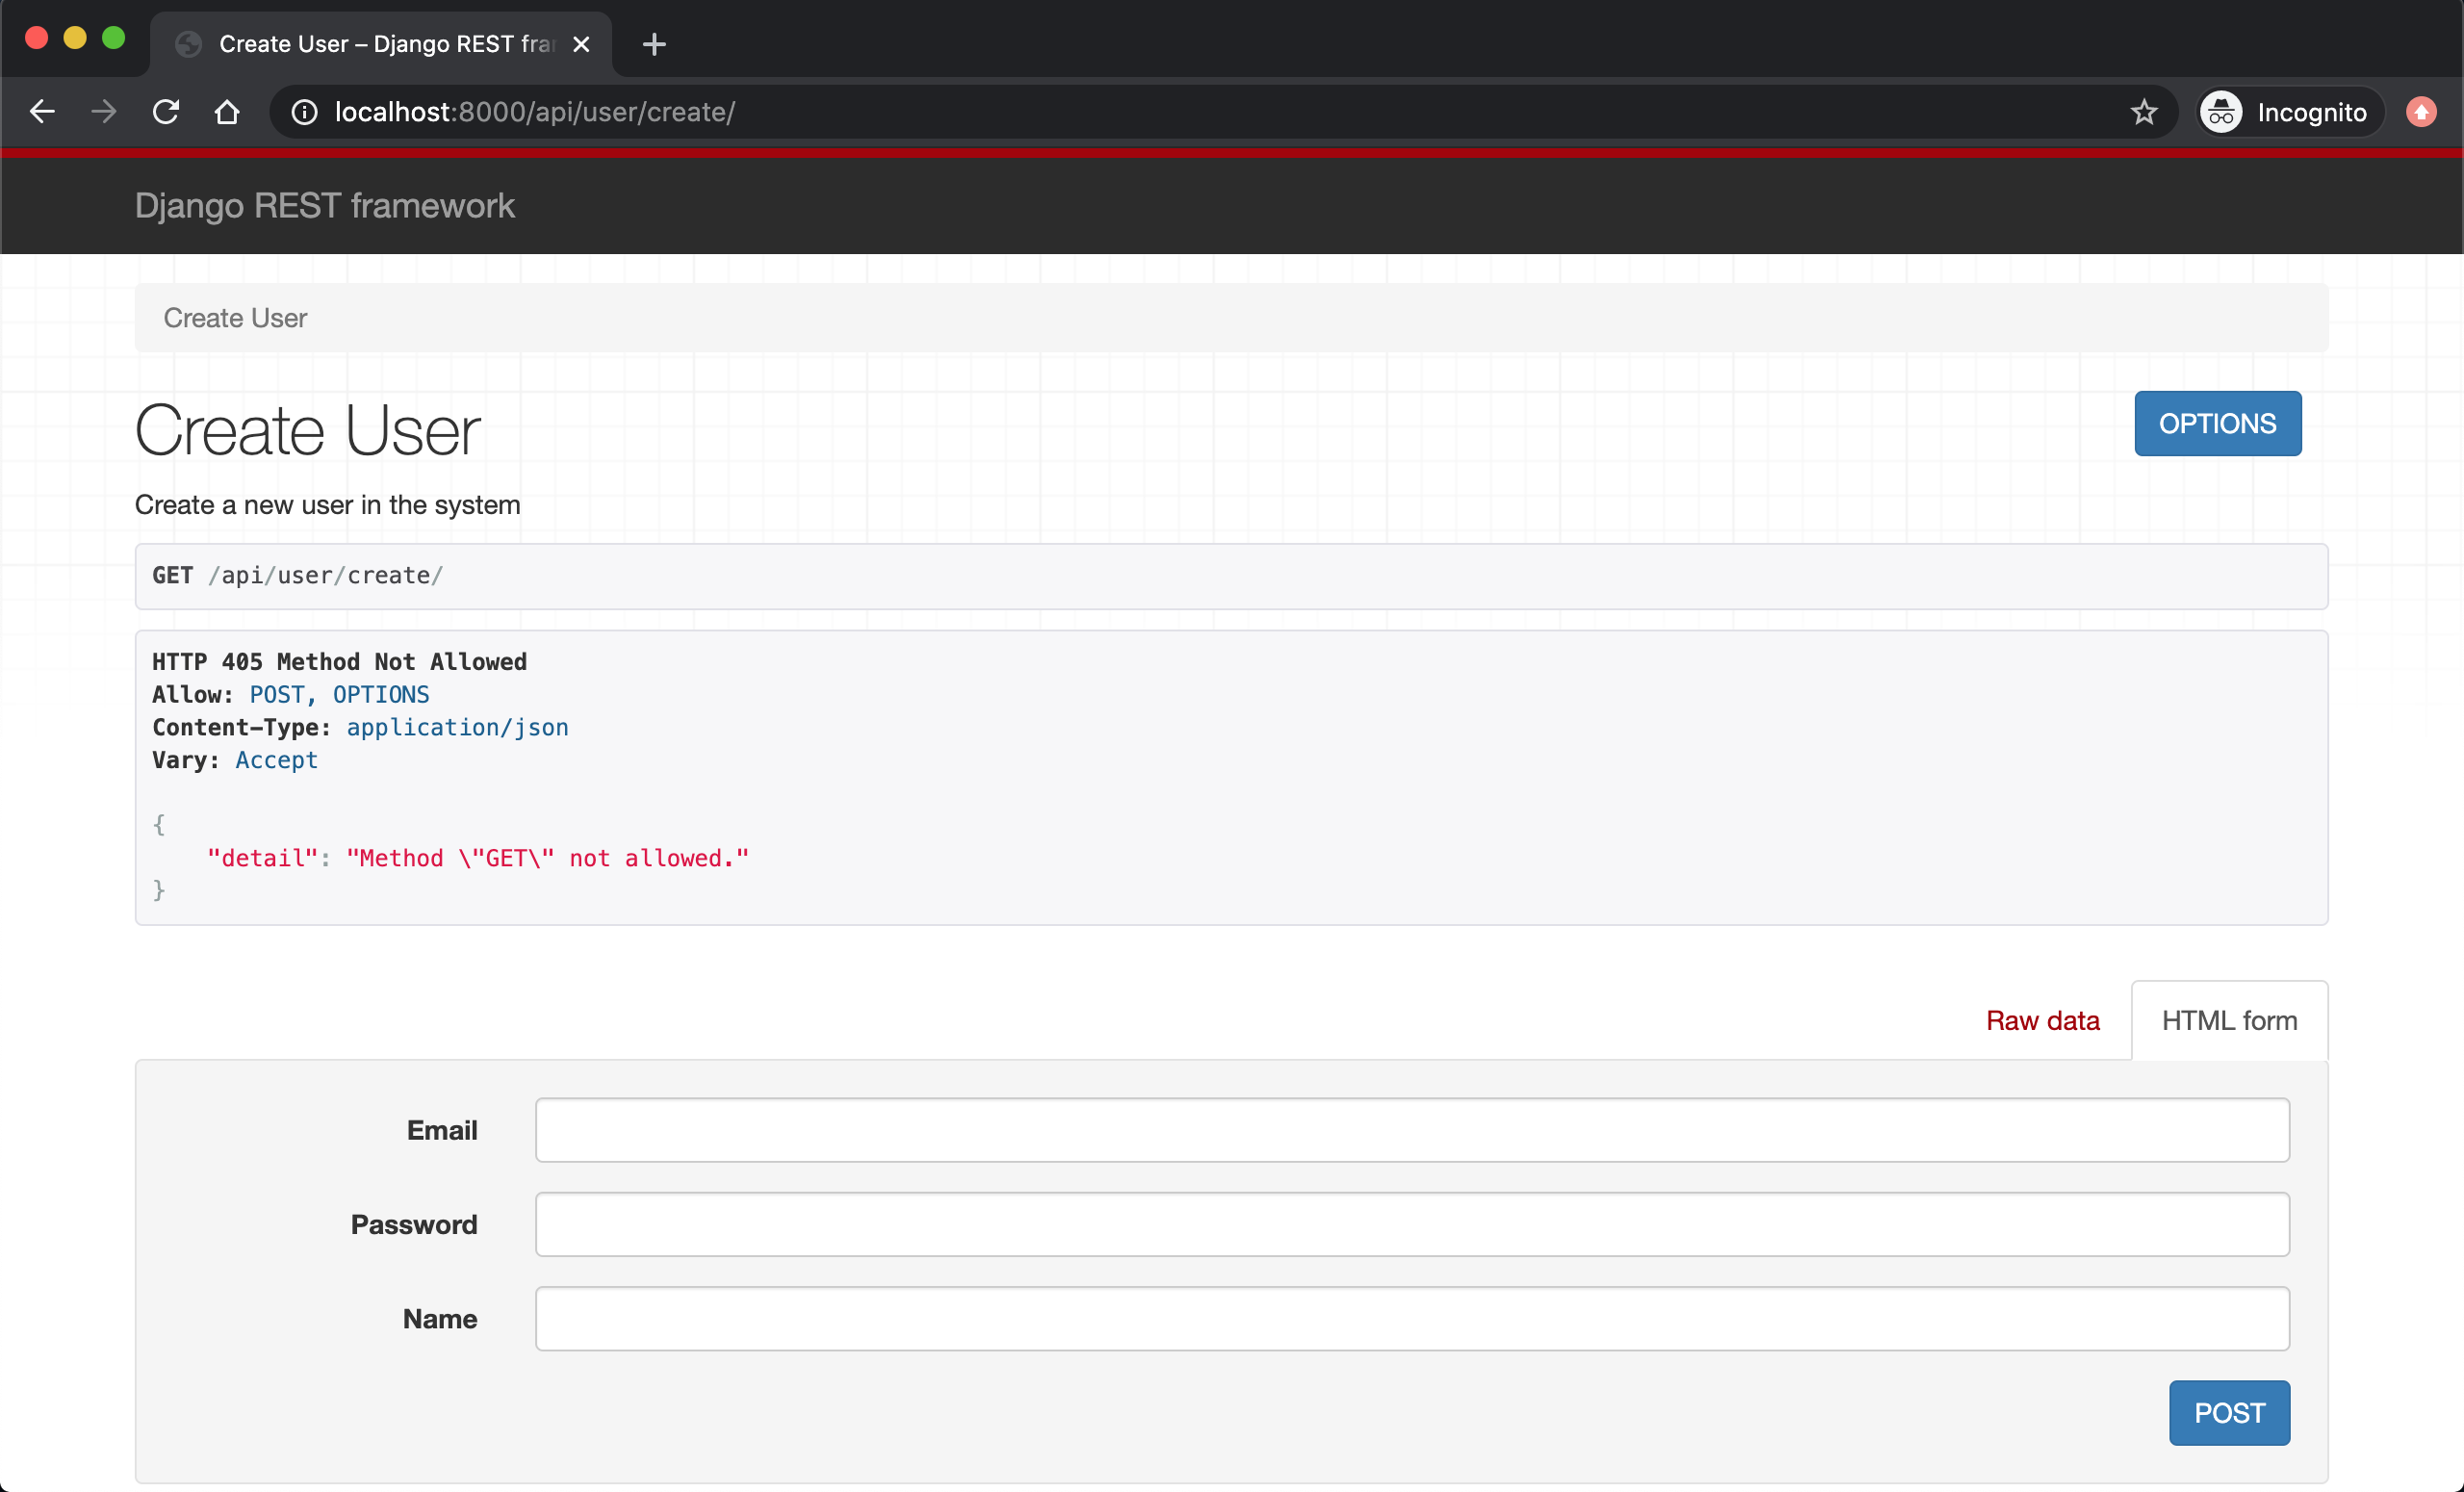 Create User – Django REST fra
localhost:8000/api/user/create/
Incognito
Django REST framework
Create User
Create User
OPTIONS
Create a new user in the system
GET /api/user/create/
HTTP 405 Method Not Allowed
Allow: POST, OPTIONS
Content-Type: application/json
Vary: Accept
{
"detail": "Method \"GET\" not allowed."
}
Raw data
HTML form
Email
Password
Name
POST